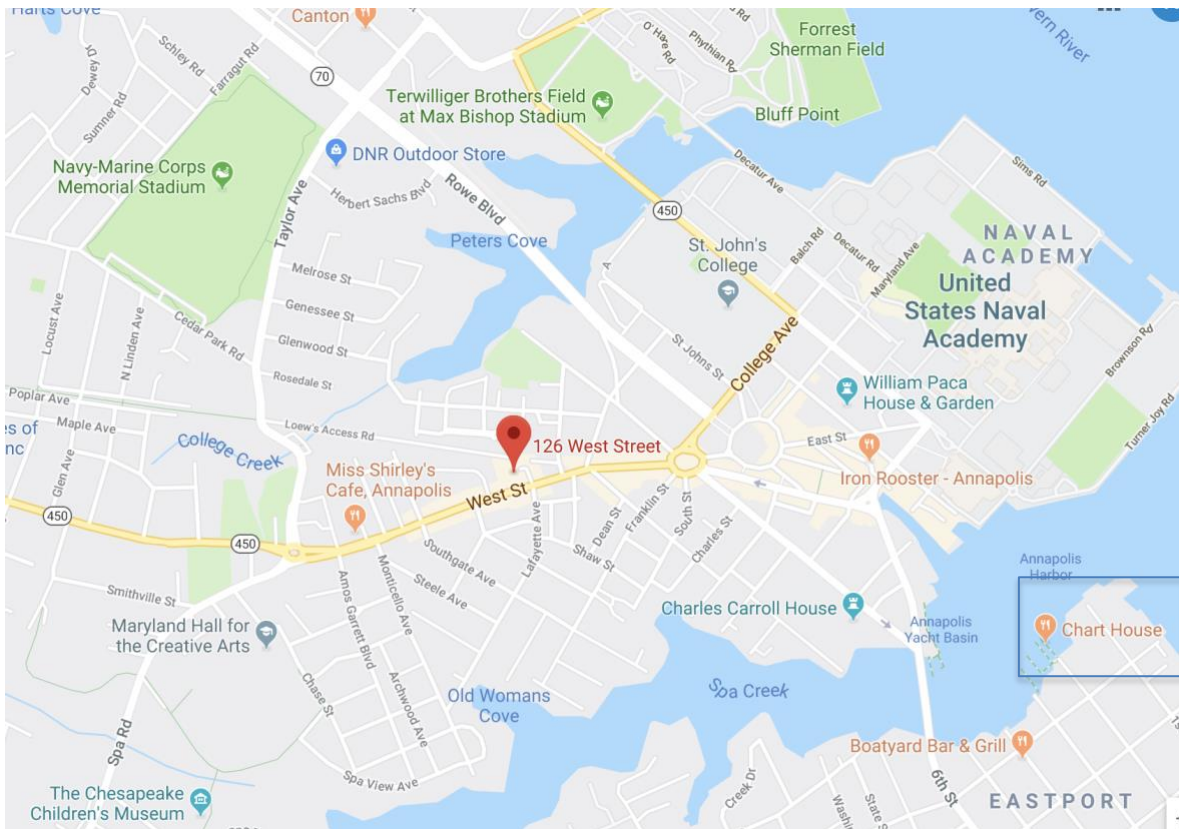 Harts Cove
Canton
Forrest
Sherman Field
O'Hare Rd
Phythian Rd
vern River
Schley Rd
Farragut Rd
Dewey Dr
Sumner Rd
70
Terwilliger Brothers Field
at Max Bishop Stadium
Bluff Point
DNR Outdoor Store
Navy-Marine Corps
Memorial Stadium
Herbert Sachs Blvd
Taylor Ave
Rowe Blvd
Decatur Ave
Sims Rd
450
Peters Cove
St. John's
College
Balch Rd
Decatur Rd
Maryland Ave
NAVAL
ACADEMY
United
States Naval
Academy
A
Melrose St
Genessee St
Glenwood St
Cedar Park Rd
Rosedale St
Locust Ave
N Linden Ave
Brownson Rd
Turner Joy Rd
St Johns St
College Ave
William Paca
House & Garden
Poplar Ave
Maple Ave
es of
nc
Glen Ave
College Creek
Loew's Access Rd
126 West Street
East St
Iron Rooster - Annapolis
Miss Shirley's
Cafe, Annapolis
West St
450
450
Lafayette Ave
Dean St
Franklin St
South St
Charles St
Shaw St
Southgate Ave
Steele Ave
Monticello Ave
Amos Garrett Blvd
Archwood Ave
Smithville St
Maryland Hall for
the Creative Arts
Chase St
Spa Rd
Spa View Ave
Charles Carroll House
Annapolis
Harbor
Annapolis
Yacht Basin
Chart House
Spa Creek
Old Womans
Cove
Boatyard Bar & Grill
6th St
Creek Dr
State S
EASTPORT
The Chesapeake
Children's Museum